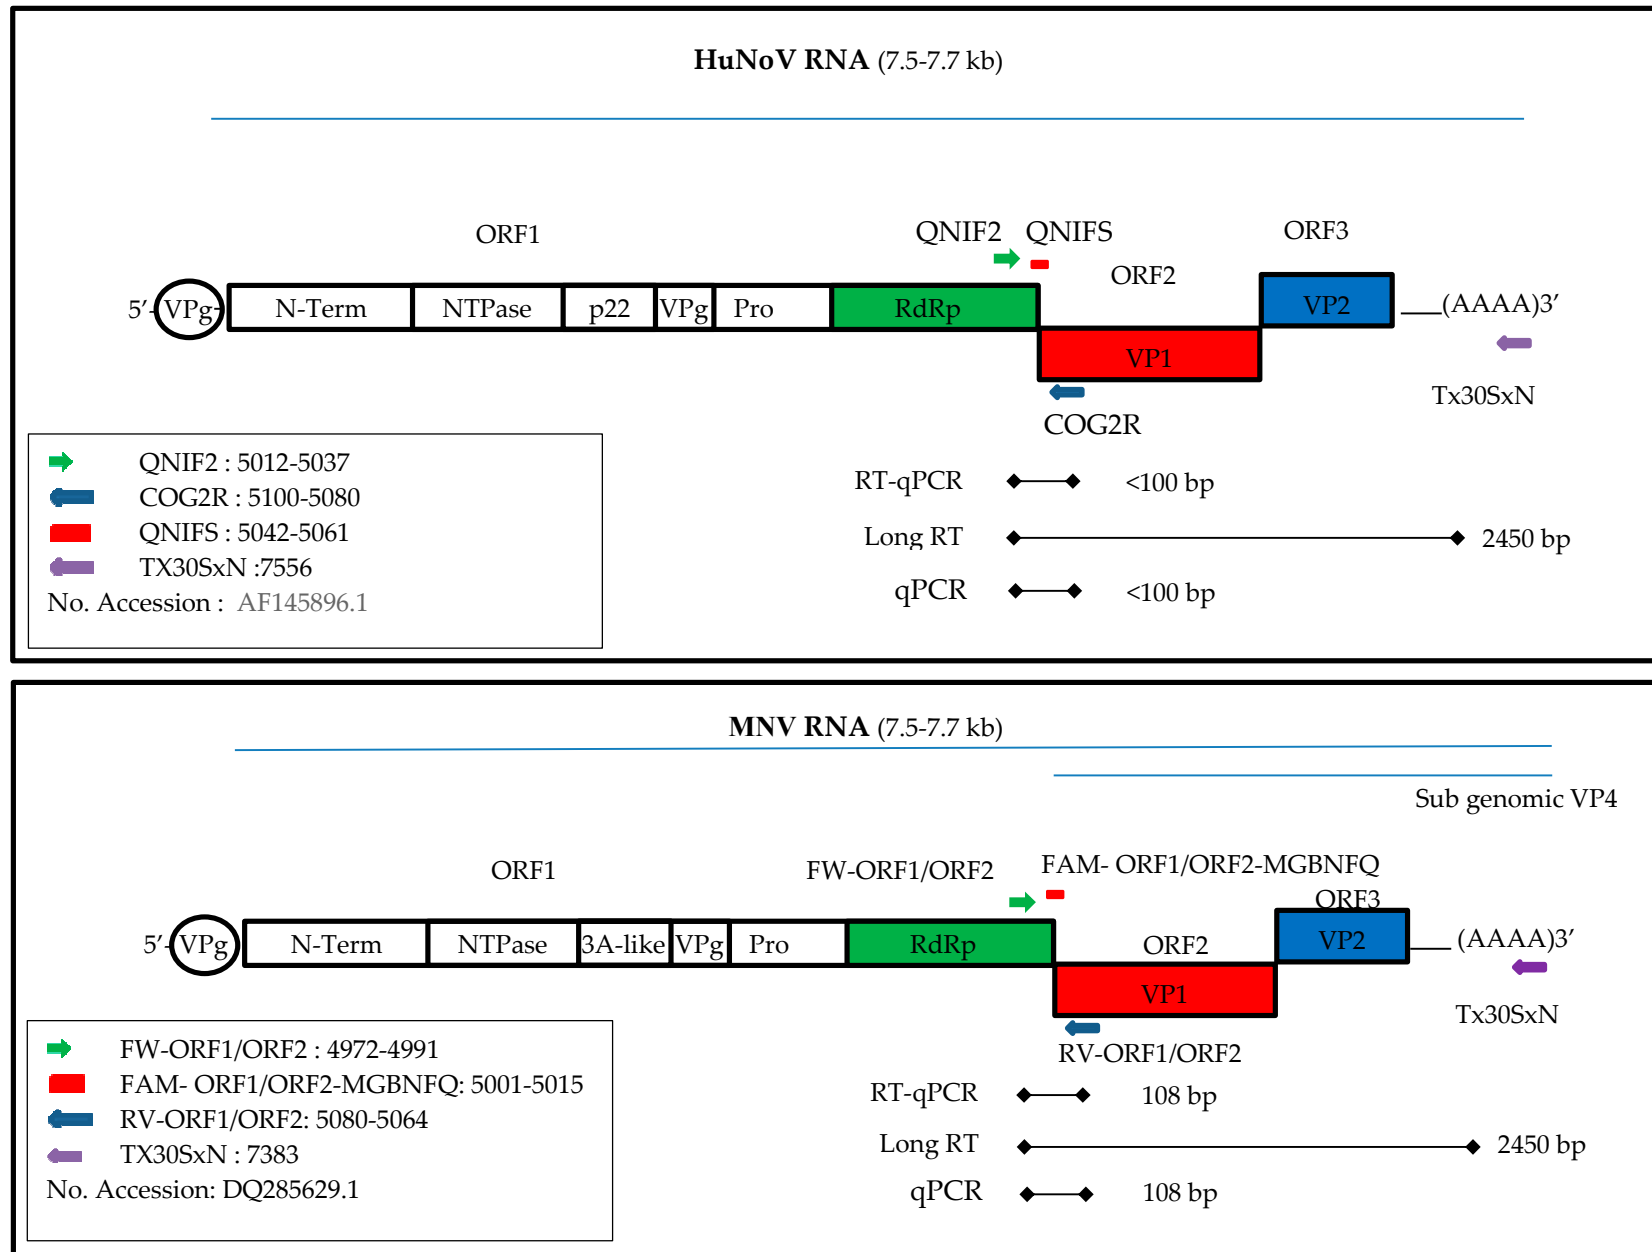 HuNoV RNA (7.5-7.7 kb)
ORF1
QNIF2 QNIFS
ORF3
ORF2
5’- VPg N-Term NTPase p22 VPg Pro RdRp VP2 (AAAA)3’
VP1
Tx30SxN
COG2R
QNIF2 : 5012-5037
COG2R : 5100-5080
QNIFS : 5042-5061
TX30SxN :7556
No. Accession : AF145896.1
RT-qPCR <100 bp
Long RT 2450 bp
qPCR <100 bp
MNV RNA (7.5-7.7 kb)
Sub genomic VP4
ORF1
FW-ORF1/ORF2
FAM- ORF1/ORF2-MGBNFQ
ORF3
5’- VPg N-Term NTPase 3A-like VPg Pro RdRp ORF2 VP2 (AAAA)3’
VP1
Tx30SxN
RV-ORF1/ORF2
FW-ORF1/ORF2 : 4972-4991
FAM- ORF1/ORF2-MGBNFQ: 5001-5015
RV-ORF1/ORF2: 5080-5064
TX30SxN : 7383
No. Accession: DQ285629.1
RT-qPCR 108 bp
Long RT 2450 bp
qPCR 108 bp